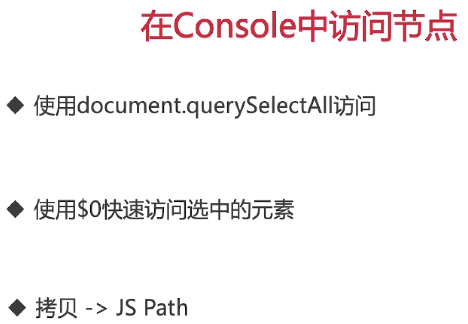 在Console中访问节点
◆ 使用document.querySelectAll访问
◆ 使用$0快速访问选中的元素
◆ 拷贝 -> JS Path